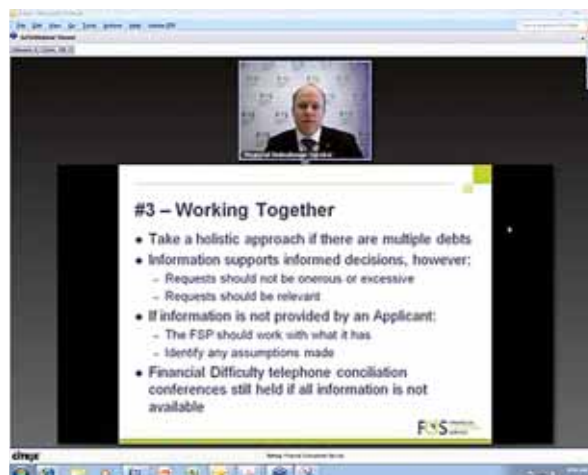 #3 – Working Together
• Take a holistic approach if there are multiple debts
• Information supports informed decisions, however:
– Requests should not be onerous or excessive
– Requests should be relevant
• If information is not provided by an Applicant:
– The FSP should work with what it has
– Identify any assumptions made
• Financial Difficulty telephone conciliation
conferences still held if all information is not
available
FOS
citrix